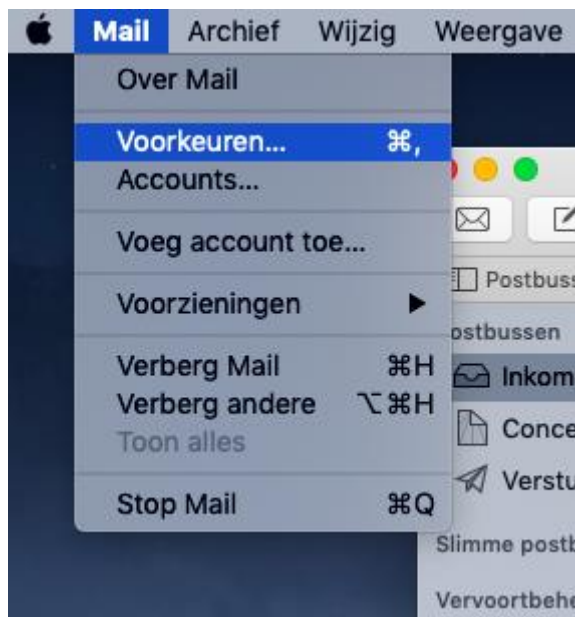 Mail Archief Wijzig Weergave
Over Mail
Voorkeuren... ⌘,
Accounts...
Voeg account toe...
Voorzieningen
Verberg Mail ⌘H
Verberg andere ⌥⌘H
Toon alles
Stop Mail ⌘Q
Postbuss
ostbussen
Inkom
Conce
Verstu
Slimme postb
Vervoortbehe